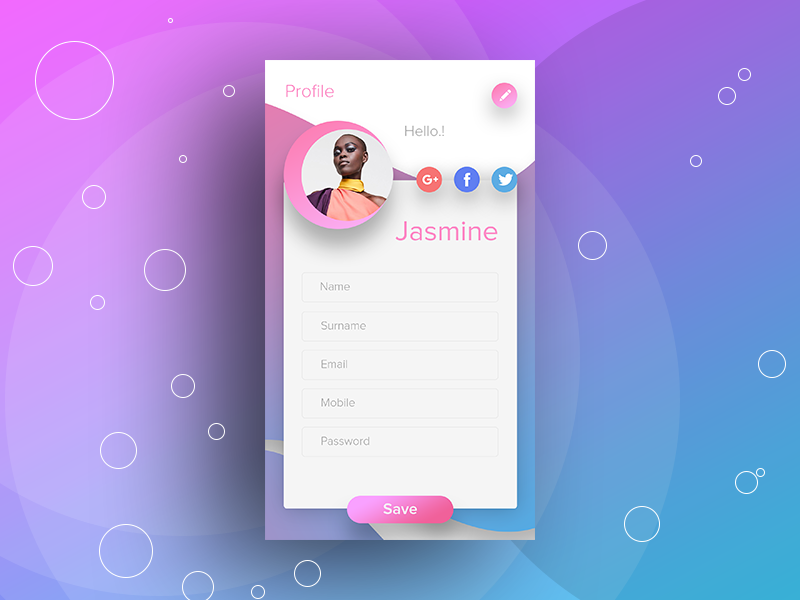 Profile
Hello.!
G+ f
Jasmine
Name
Surname
Email
Mobile
Password
Save